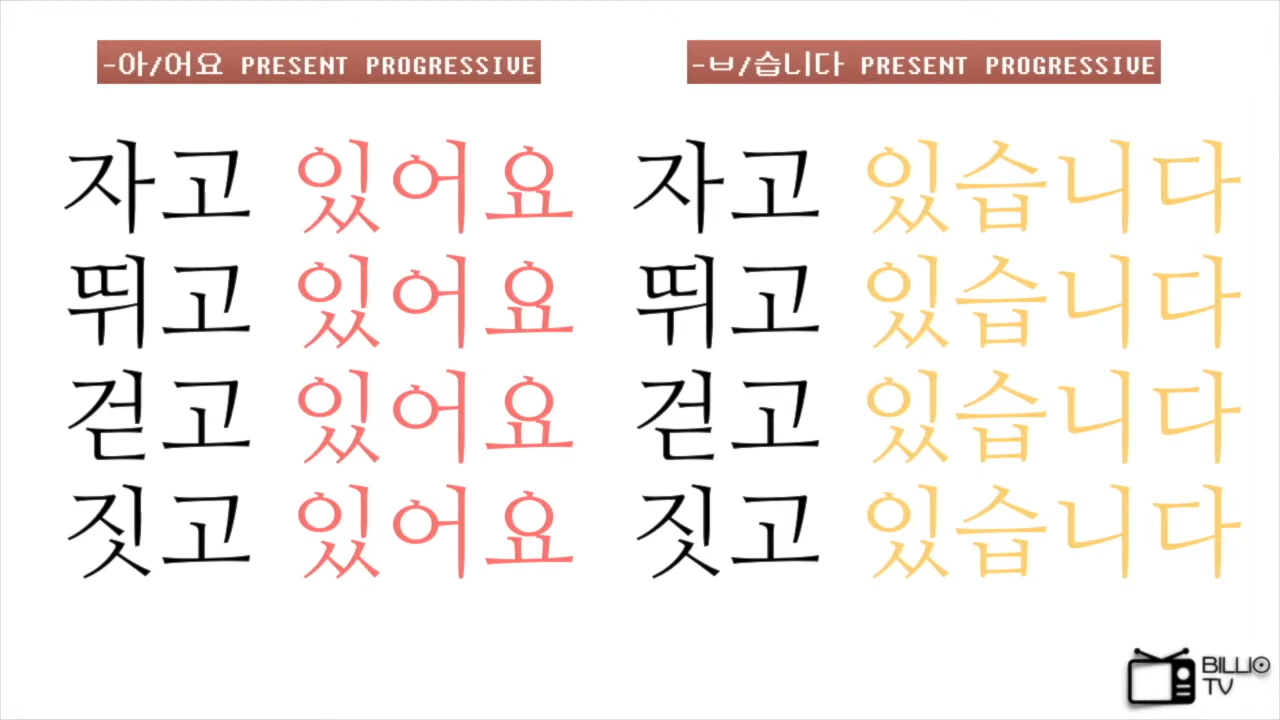 -아/어요 PRESENT PROGRESSIVE
자고 있어요
뛰고 있어요
걷고 있어요
짓고 있어요
-ㅂ/습니다 PRESENT PROGRESSIVE
자고 있습니다
뛰고 있습니다
걷고 있습니다
짓고 있습니다
BILLIO
TV